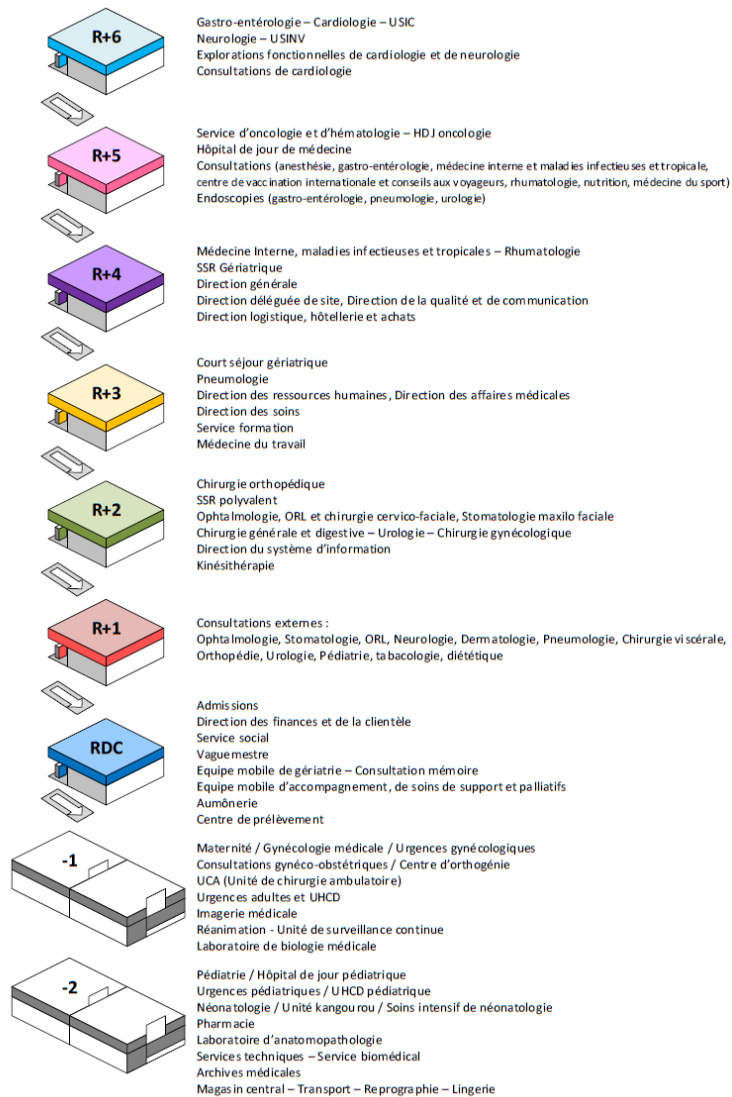 R+6
Gastro-entérologie – Cardiologie – USIC
Neurologie – USINV
Explorations fonctionnelles de cardiologie et de neurologie
Consultations de cardiologie
R+5
Service d'oncologie et d'hématologie – HDJ oncologie
Hôpital de jour de médecine
Consultations (anesthésie, gastro-entérologie, médecine interne et maladies infectieuses et tropicale,
centre de vaccination internationale et conseils aux voyageurs, rhumatologie, nutrition, médecine du sport)
Endoscopies (gastro-entérologie, pneumologie, urologie)
R+4
Médecine Interne, maladies infectieuses et tropicales – Rhumatologie
SSR Gériatrique
Direction générale
Direction déléguée de site, Direction de la qualité et de communication
Direction logistique, hôtellerie et achats
R+3
Court séjour gériatrique
Pneumologie
Direction des ressources humaines, Direction des affaires médicales
Direction des soins
Service formation
Médecine du travail
R+2
Chirurgie orthopédique
SSR polyvalent
Ophtalmologie, ORL et chirurgie cervico-faciale, Stomatologie maxilo faciale
Chirurgie générale et digestive – Urologie – Chirurgie gynécologique
Direction du système d'information
Kinésithérapie
R+1
Consultations externes :
Ophtalmologie, Stomatologie, ORL, Neurologie, Dermatologie, Pneumologie, Chirurgie viscérale,
Orthopédie, Urologie, Pédiatrie, tabacologie, diététique
RDC
Admissions
Direction des finances et de la clientèle
Service social
Vaguemestre
Equipe mobile de gériatrie – Consultation mémoire
Equipe mobile d'accompagnement, de soins de support et palliatifs
Aumônerie
Centre de prélèvement
-1
Maternité / Gynécologie médicale / Urgences gynécologiques
Consultations gynéco-obstétriques / Centre d'orthogénie
UCA (Unité de chirurgie ambulatoire)
Urgences adultes et UHCD
Imagerie médicale
Réanimation - Unité de surveillance continue
Laboratoire de biologie médicale
-2
Pédiatrie / Hôpital de jour pédiatrique
Urgences pédiatriques / UHCD pédiatrique
Néonatologie / Unité kangourou / Soins intensif de néonatologie
Pharmacie
Laboratoire d'anatomopathologie
Services techniques – Service biomédical
Archives médicales
Magasin central – Transport – Reprographie – Lingerie